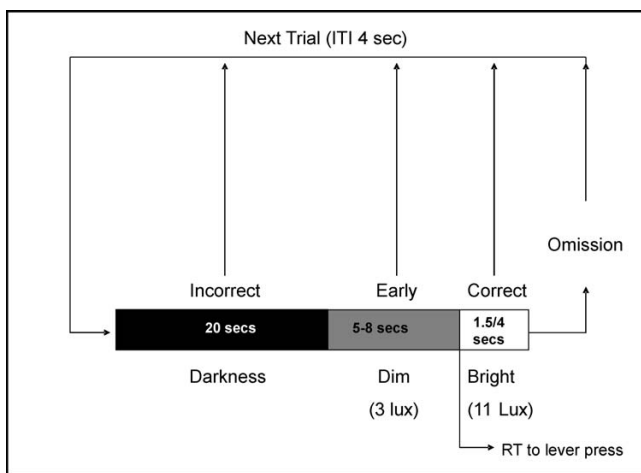 Next Trial (ITI 4 sec)
Omission
Incorrect
Early
Correct
20 secs
5-8 secs
1.5/4
secs
Darkness
Dim
(3 lux)
Bright
(11 Lux)
RT to lever press